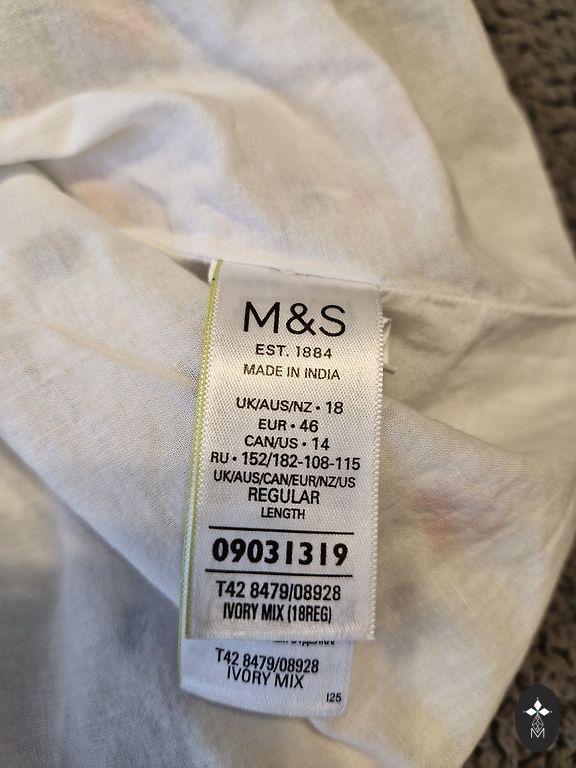 M&S
EST. 1884
MADE IN INDIA
UK/AUS/NZ • 18
EUR • 46
CAN/US • 14
RU • 152/182-108-115
UK/AUS/CAN/EUR/NZ/US
REGULAR
LENGTH
09031319
T42 8479/08928
IVORY MIX (18REG)
T42 8479/08928
IVORY MIX
125
M